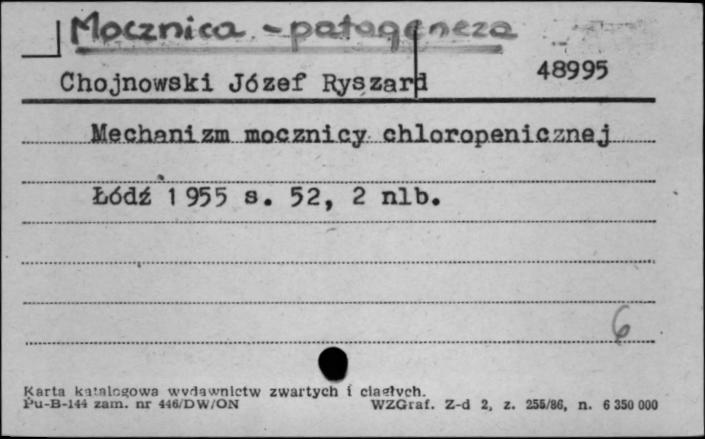 Mocznica - patogeneza
Chojnowski Józef Ryszard 48995
Mechanizm mocznicy chloropenicznej
Łódź 1955 s. 52, 2 nlb.
6
Karta katalogowa wydawnictw zwartych i ciągłych.
Pu-B-144 zam. nr 446/DW/ON WZGraf. Z-d 2, z. 255/86, n. 6 350 000